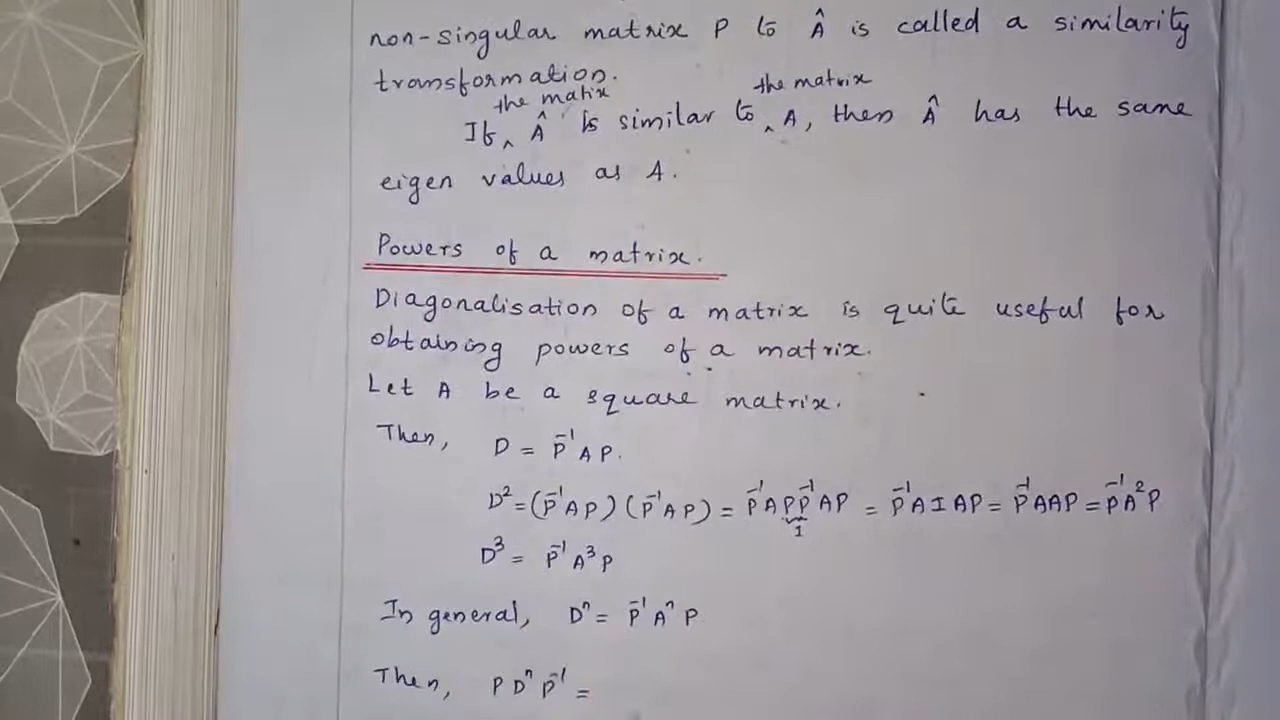 non-singular matrix P to Â is called a similarity
transformation.
the matix the matrix
If ‸ Â is similar to ‸ A, then Â has the same
eigen values as A.
Powers of a matrix.
Diagonalisation of a matrix is quite useful for
obtaining powers of a matrix.
Let A be a square matrix.
Then, D = P⁻¹AP.
D² = (P⁻¹AP)(P⁻¹AP) = P⁻¹APP⁻¹AP = P⁻¹AIAP = P⁻¹AAP = P⁻¹A²P
I
D³ = P⁻¹A³P
In general, Dⁿ = P⁻¹AⁿP
Then, PDⁿP⁻¹ =